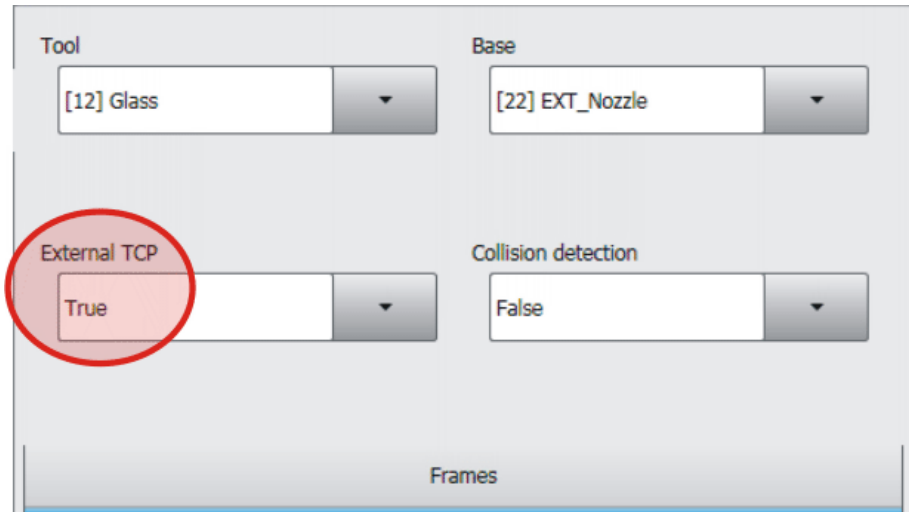 Tool
Base
[12] Glass
[22] EXT_Nozzle
External TCP
Collision detection
True
False
Frames